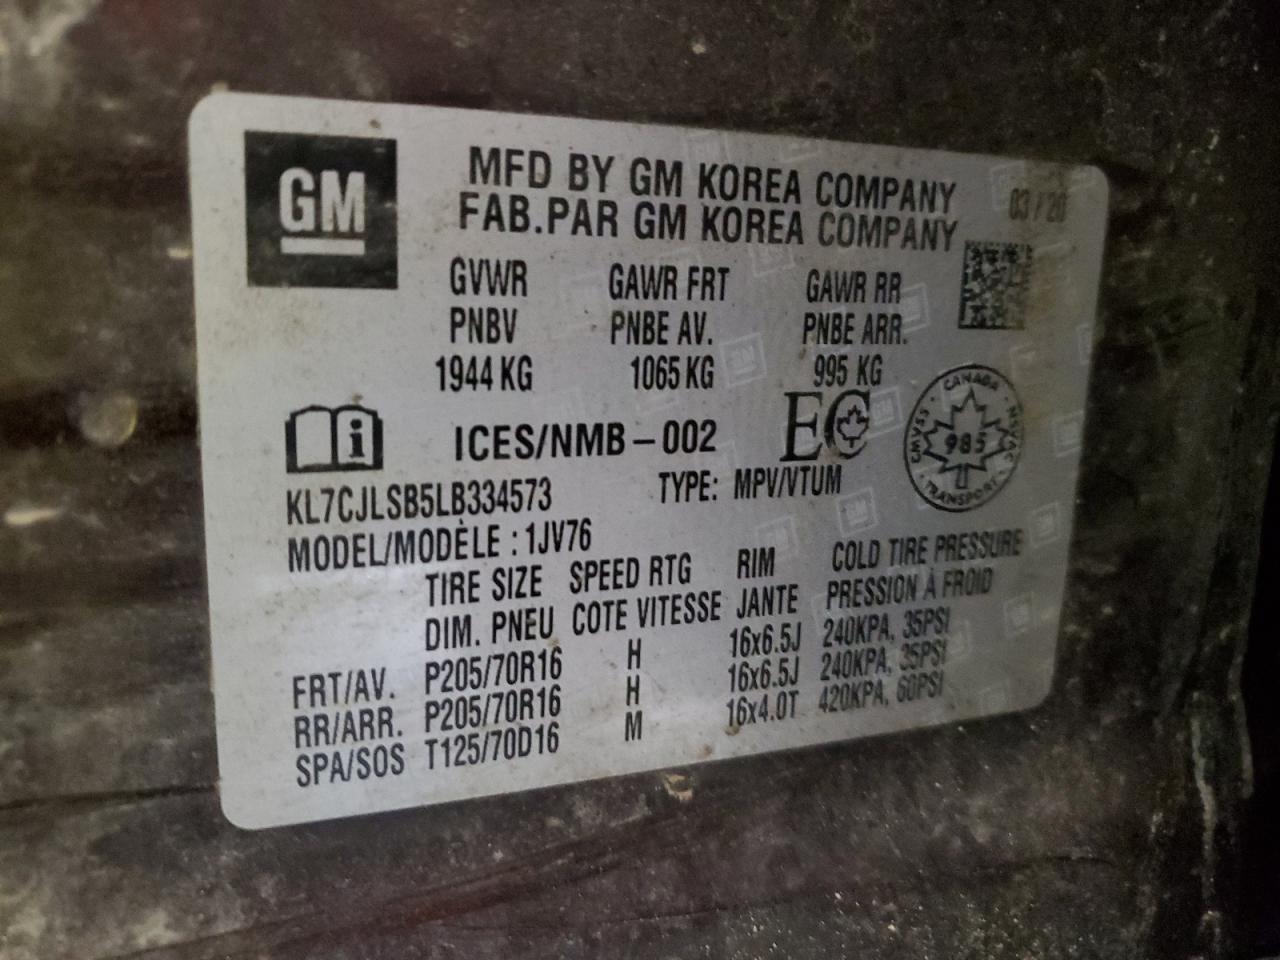 GM
MFD BY GM KOREA COMPANY 03/20
FAB.PAR GM KOREA COMPANY
GVWR GAWR FRT GAWR RR
PNBV PNBE AV. PNBE ARR.
1944 KG 1065 KG 995 KG
i ICES/NMB-002 EC
CANADA
CMVSS 985 NSVAC
TRANSPORT
KL7CJLSB5LB334573 TYPE: MPV/VTUM
MODEL/MODÈLE : 1JV76
TIRE SIZE SPEED RTG RIM COLD TIRE PRESSURE
DIM. PNEU COTE VITESSE JANTE PRESSION À FROID
FRT/AV. P205/70R16 H 16x6.5J 240KPA, 35PSI
RR/ARR. P205/70R16 H 16x6.5J 240KPA, 35PSI
SPA/SOS T125/70D16 M 16x4.0T 420KPA, 60PSI